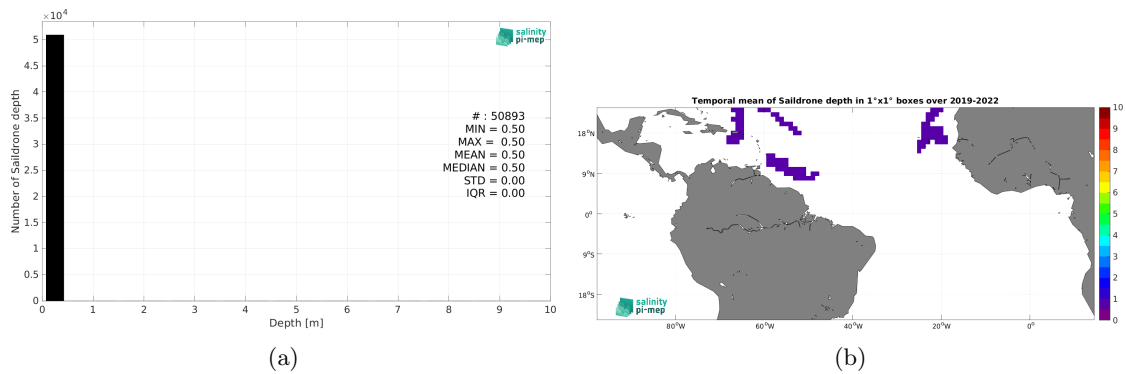 ×10⁴
5
4.5
4
3.5
3
2.5
2
1.5
1
0.5
0
Number of Saildrone depth
salinity
pi-mep
# : 50893
MIN = 0.50
MAX = 0.50
MEAN = 0.50
MEDIAN = 0.50
STD = 0.00
IQR = 0.00
0 1 2 3 4 5 6 7 8 9 10
Depth [m]
(a)
Temporal mean of Saildrone depth in 1°x1° boxes over 2019-2022
18°N
9°N
0°
9°S
18°S
salinity
pi-mep
80°W 60°W 40°W 20°W 0°
10
9
8
7
6
5
4
3
2
1
0
(b)